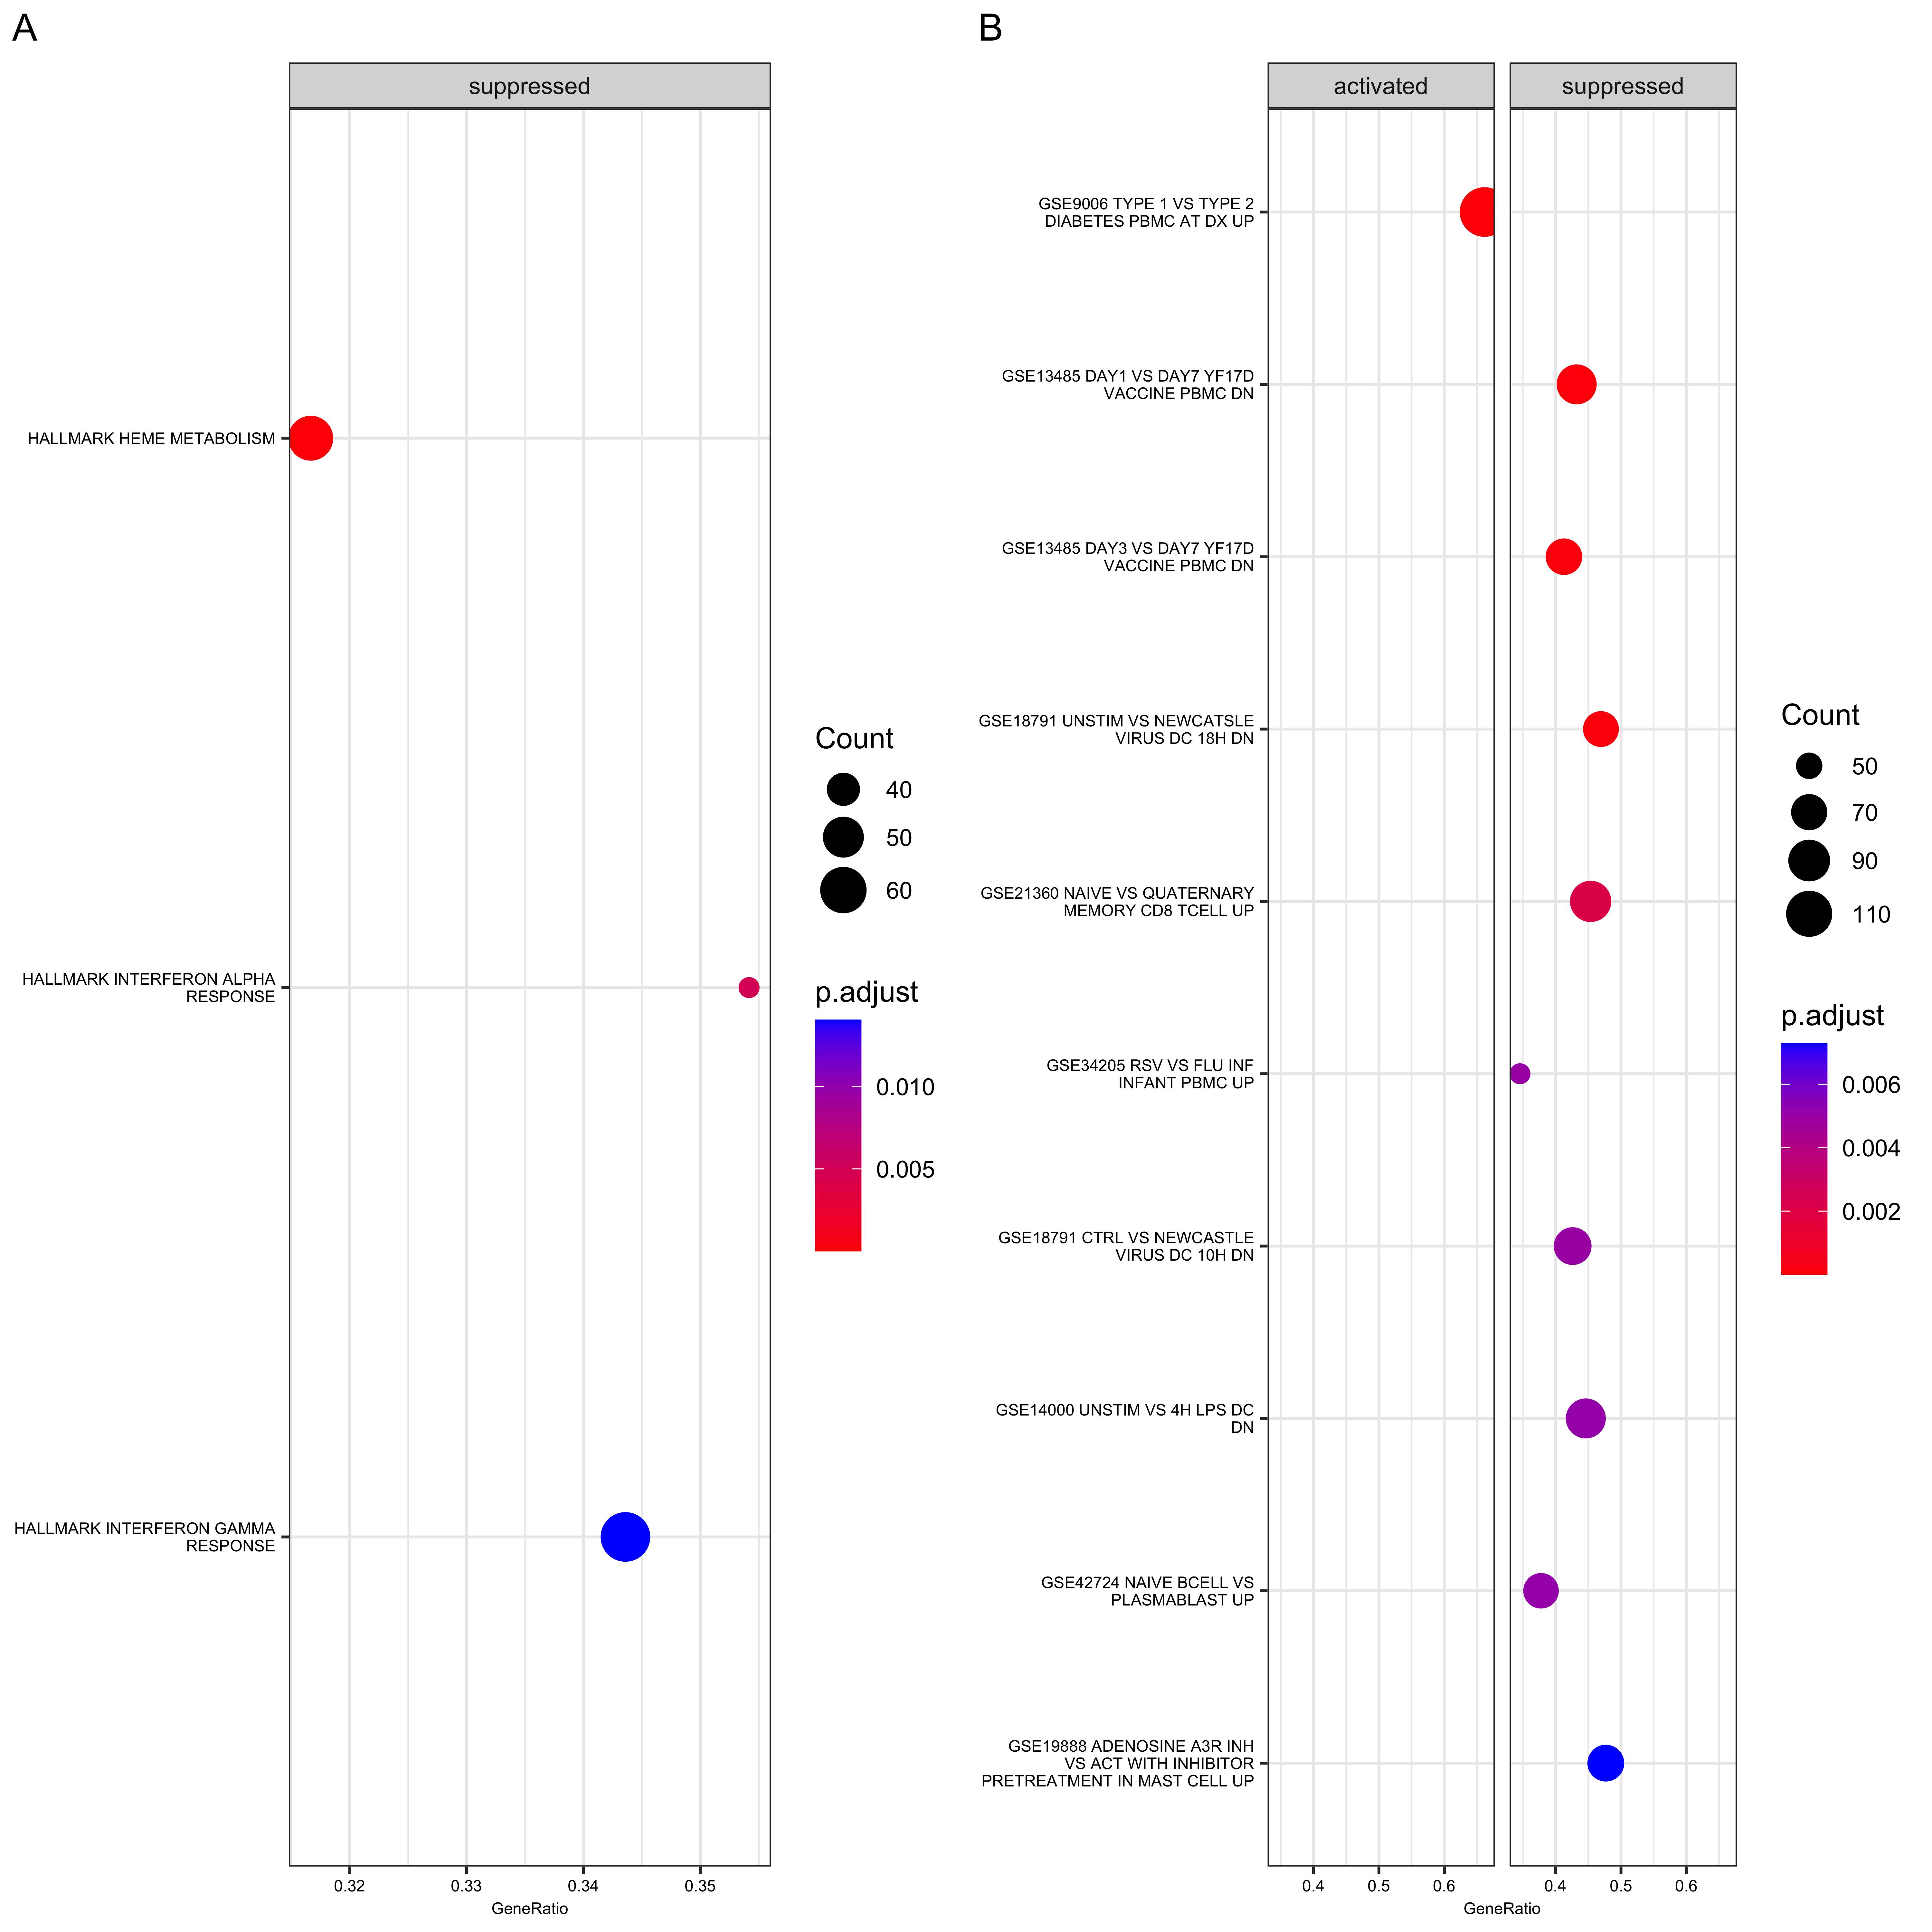 A
suppressed
HALLMARK HEME METABOLISM
HALLMARK INTERFERON ALPHA
RESPONSE
HALLMARK INTERFERON GAMMA
RESPONSE
0.32
0.33
0.34
0.35
GeneRatio
Count
40
50
60
p.adjust
0.010
0.005
B
activated
suppressed
GSE9006 TYPE 1 VS TYPE 2
DIABETES PBMC AT DX UP
GSE13485 DAY1 VS DAY7 YF17D
VACCINE PBMC DN
GSE13485 DAY3 VS DAY7 YF17D
VACCINE PBMC DN
GSE18791 UNSTIM VS NEWCATSLE
VIRUS DC 18H DN
GSE21360 NAIVE VS QUATERNARY
MEMORY CD8 TCELL UP
GSE34205 RSV VS FLU INF
INFANT PBMC UP
GSE18791 CTRL VS NEWCASTLE
VIRUS DC 10H DN
GSE14000 UNSTIM VS 4H LPS DC
DN
GSE42724 NAIVE BCELL VS
PLASMABLAST UP
GSE19888 ADENOSINE A3R INH
VS ACT WITH INHIBITOR
PRETREATMENT IN MAST CELL UP
0.4
0.5
0.6
0.4
0.5
0.6
GeneRatio
Count
50
70
90
110
p.adjust
0.006
0.004
0.002